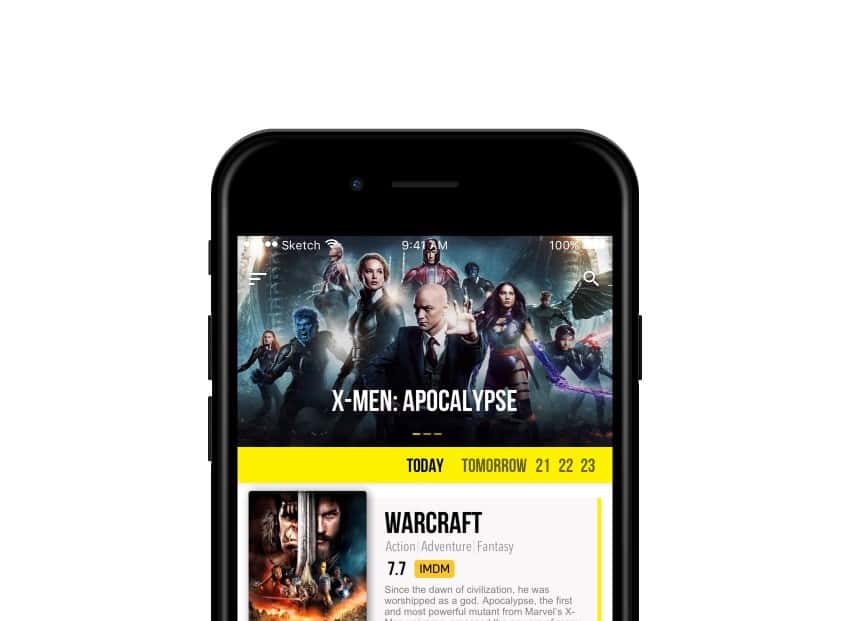 Sketch 9:41 AM 100%
X-MEN: APOCALYPSE
TODAY TOMORROW 21 22 23
WARCRAFT
Action|Adventure|Fantasy
7.7 IMDM
Since the dawn of civilization, he was
worshipped as a god. Apocalypse, the first
and most powerful mutant from Marvel's X-